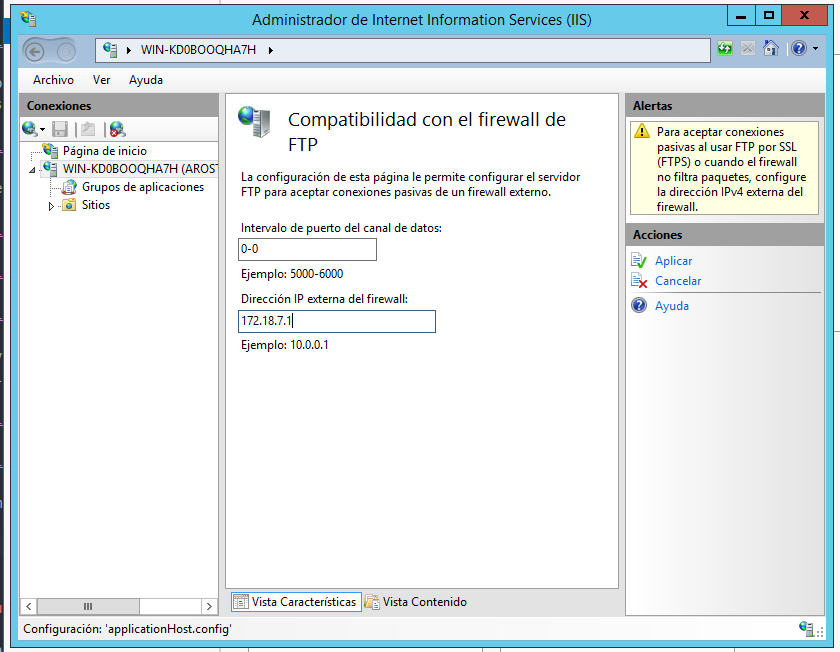 Administrador de Internet Information Services (IIS)
WIN-KD0BOOQHA7H
Archivo Ver Ayuda
Conexiones
Página de inicio
WIN-KD0BOOQHA7H (AROST
Grupos de aplicaciones
Sitios
Compatibilidad con el firewall de
FTP
La configuración de esta página le permite configurar el servidor
FTP para aceptar conexiones pasivas de un firewall externo.
Intervalo de puerto del canal de datos:
0-0
Ejemplo: 5000-6000
Dirección IP externa del firewall:
172.18.7.1
Ejemplo: 10.0.0.1
Vista Características
Vista Contenido
Alertas
Para aceptar conexiones
pasivas al usar FTP por SSL
(FTPS) o cuando el firewall
no filtra paquetes, configure
la dirección IPv4 externa del
firewall.
Acciones
Aplicar
Cancelar
Ayuda
Configuración: 'applicationHost.config'